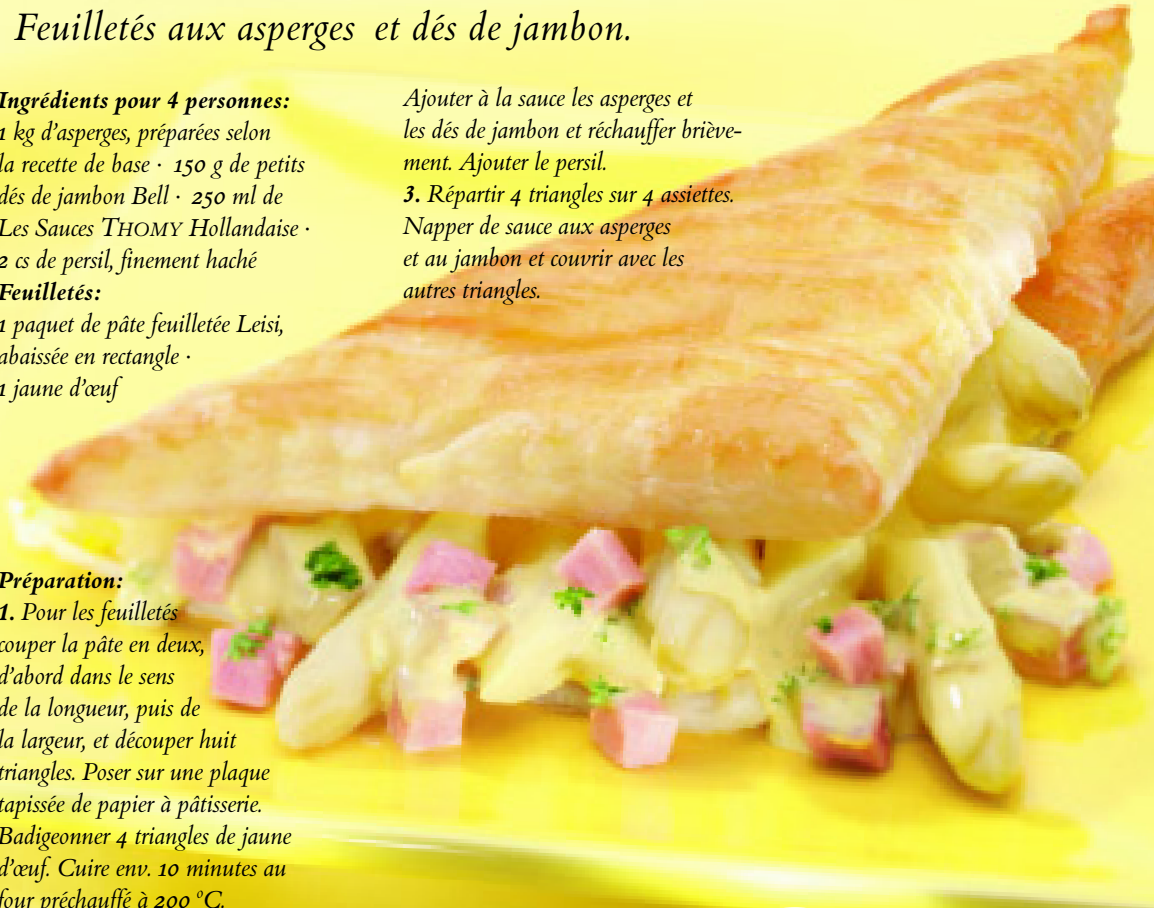 Feuilletés aux asperges et dés de jambon.
Ingrédients pour 4 personnes:
1 kg d'asperges, préparées selon
la recette de base · 150 g de petits
dés de jambon Bell · 250 ml de
Les Sauces THOMY Hollandaise ·
2 cs de persil, finement haché
Feuilletés:
1 paquet de pâte feuilletée Leisi,
abaissée en rectangle ·
1 jaune d'œuf
Préparation:
1. Pour les feuilletés
couper la pâte en deux,
d'abord dans le sens
de la longueur, puis de
la largeur, et découper huit
triangles. Poser sur une plaque
tapissée de papier à pâtisserie.
Badigeonner 4 triangles de jaune
d'œuf. Cuire env. 10 minutes au
four préchauffé à 200 °C.
Ajouter à la sauce les asperges et
les dés de jambon et réchauffer briève-
ment. Ajouter le persil.
3. Répartir 4 triangles sur 4 assiettes.
Napper de sauce aux asperges
et au jambon et couvrir avec les
autres triangles.